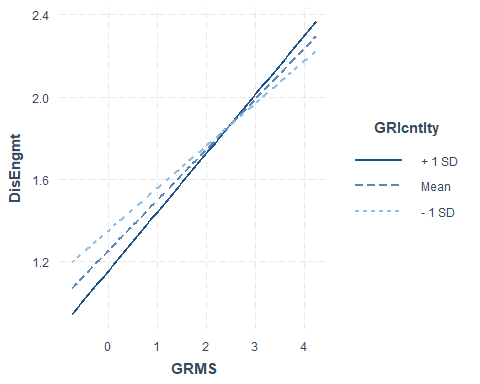 2.4
2.0
1.6
1.2
DisEngmt
0
1
2
3
4
GRMS
GRIcntity
+ 1 SD
Mean
- 1 SD